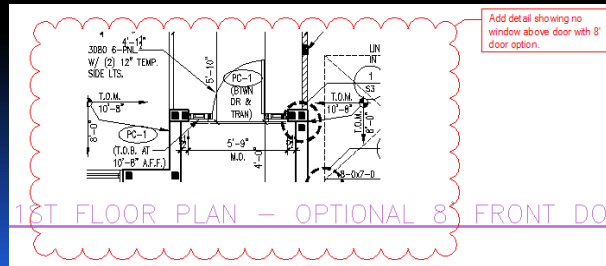 Add detail showing no
window above door with 8'
door option.
4'-1½"
3080 6-PNL.
W/ (2) 12" TEMP.
SIDE LTS.
5'-10"
PC-1
(BTWN
DR &
TRAN)
LIN
IN
1
S3
T.O.M.
10'-8"
T.O.M.
10'-8"
8'-0"
PC-1
(T.O.B. AT
10'-8" A.F.F.)
5'-9"
M.O.
4'-0"
T.O.M.
8'-0"
8-0x7-0
1ST FLOOR PLAN – OPTIONAL 8' FRONT DO